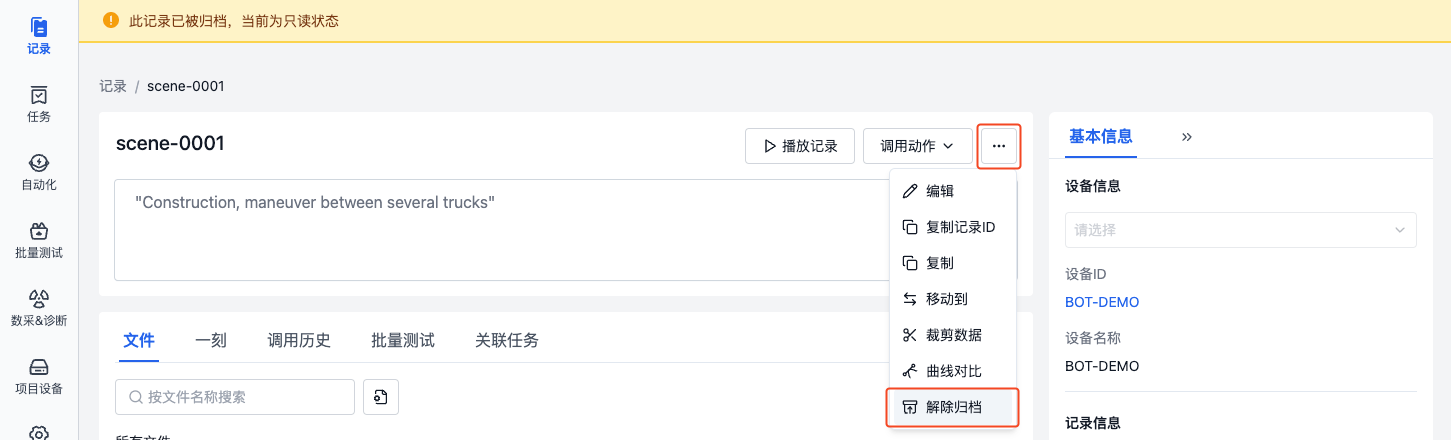 此记录已被归档，当前为只读状态
记录
任务
自动化
批量测试
数采&诊断
项目设备
记录 / scene-0001
scene-0001
播放记录
调用动作
"Construction, maneuver between several trucks"
编辑
复制记录ID
复制
移动到
裁剪数据
曲线对比
解除归档
文件
一刻
调用历史
批量测试
关联任务
按文件名称搜索
所有文件
基本信息
设备信息
请选择
设备ID
BOT-DEMO
设备名称
BOT-DEMO
记录信息